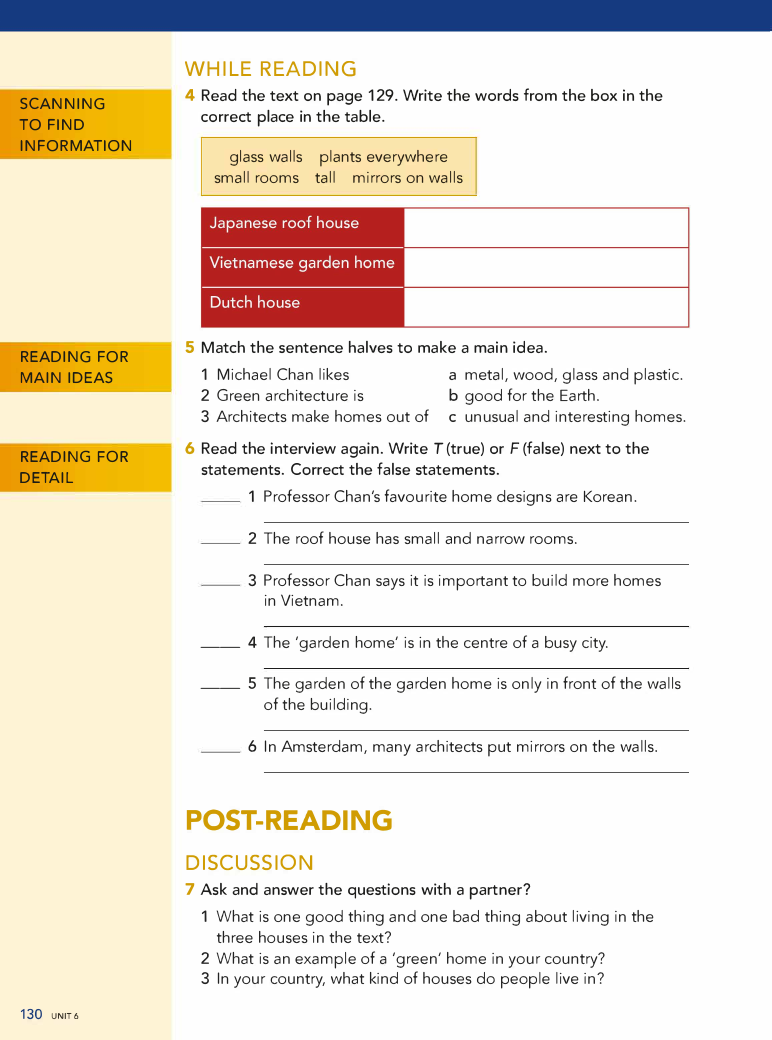 WHILE READING
SCANNING
TO FIND
INFORMATION
4 Read the text on page 129. Write the words from the box in the
correct place in the table.
glass walls plants everywhere
small rooms tall mirrors on walls
Japanese roof house
Vietnamese garden home
Dutch house
READING FOR
MAIN IDEAS
5 Match the sentence halves to make a main idea.
1 Michael Chan likes a metal, wood, glass and plastic.
2 Green architecture is b good for the Earth.
3 Architects make homes out of c unusual and interesting homes.
READING FOR
DETAIL
6 Read the interview again. Write T (true) or F (false) next to the
statements. Correct the false statements.
_____ 1 Professor Chan’s favourite home designs are Korean.
_____ 2 The roof house has small and narrow rooms.
_____ 3 Professor Chan says it is important to build more homes
in Vietnam.
_____ 4 The ‘garden home‘ is in the centre of a busy city.
_____ 5 The garden of the garden home is only in front of the walls
of the building.
_____ 6 In Amsterdam, many architects put mirrors on the walls.
POST-READING
DISCUSSION
7 Ask and answer the questions with a partner?
1 What is one good thing and one bad thing about living in the
three houses in the text?
2 What is an example of a ‘green’ home in your country?
3 In your country, what kind of houses do people live in?
130 UNIT 6